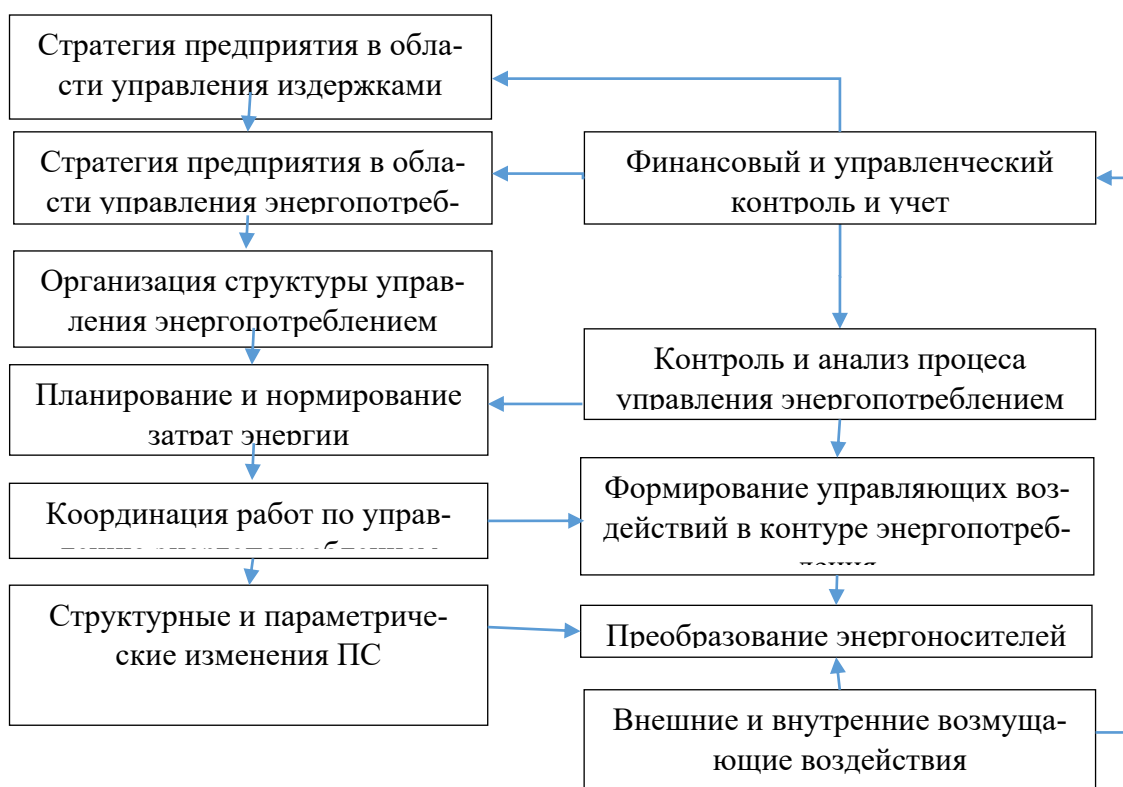 Стратегия предприятия в обла-
сти управления издержками
Стратегия предприятия в обла-
сти управления энергопотреб-
Организация структуры управ-
ления энергопотреблением
Планирование и нормирование
затрат энергии
Координация работ по управ-
Структурные и параметриче-
ские изменения ПС
Финансовый и управленческий
контроль и учет
Контроль и анализ процеса
управления энергопотреблением
Формирование управляющих воз-
действий в контуре энергопотреб-
ления
Преобразование энергоносителей
Внешние и внутренние возмуща-
ющие воздействия